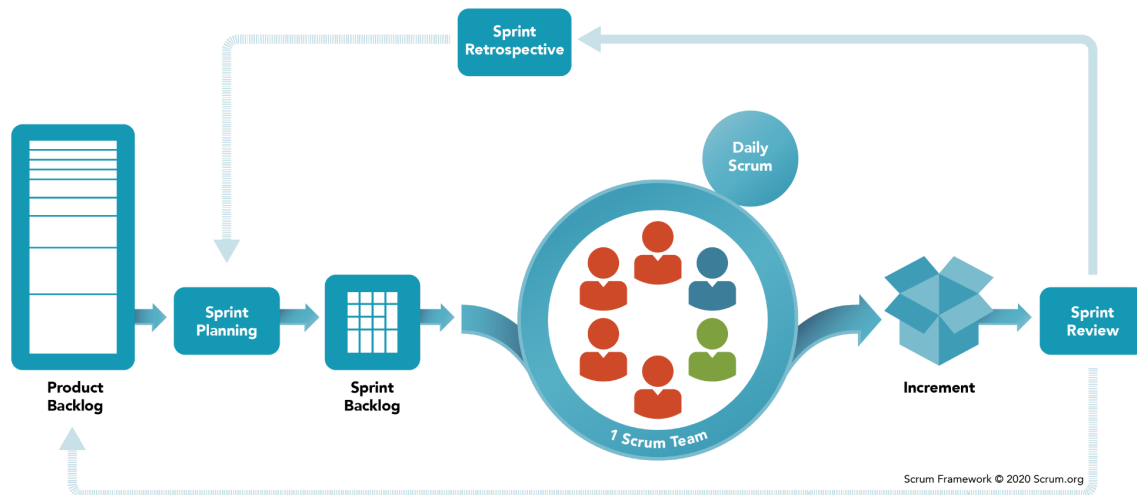 Sprint
Retrospective
Daily
Scrum
Sprint
Planning
Sprint
Review
Product
Backlog
Sprint
Backlog
1 Scrum Team
Increment
Scrum Framework © 2020 Scrum.org